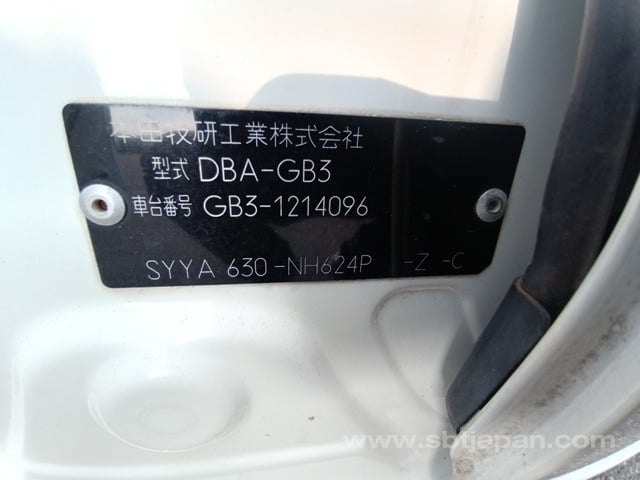 本田技研工業株式会社
型式 DBA-GB3
車台番号 GB3-1214096
SYYA 630-NH624P -Z -C
www.sbtjapan.com